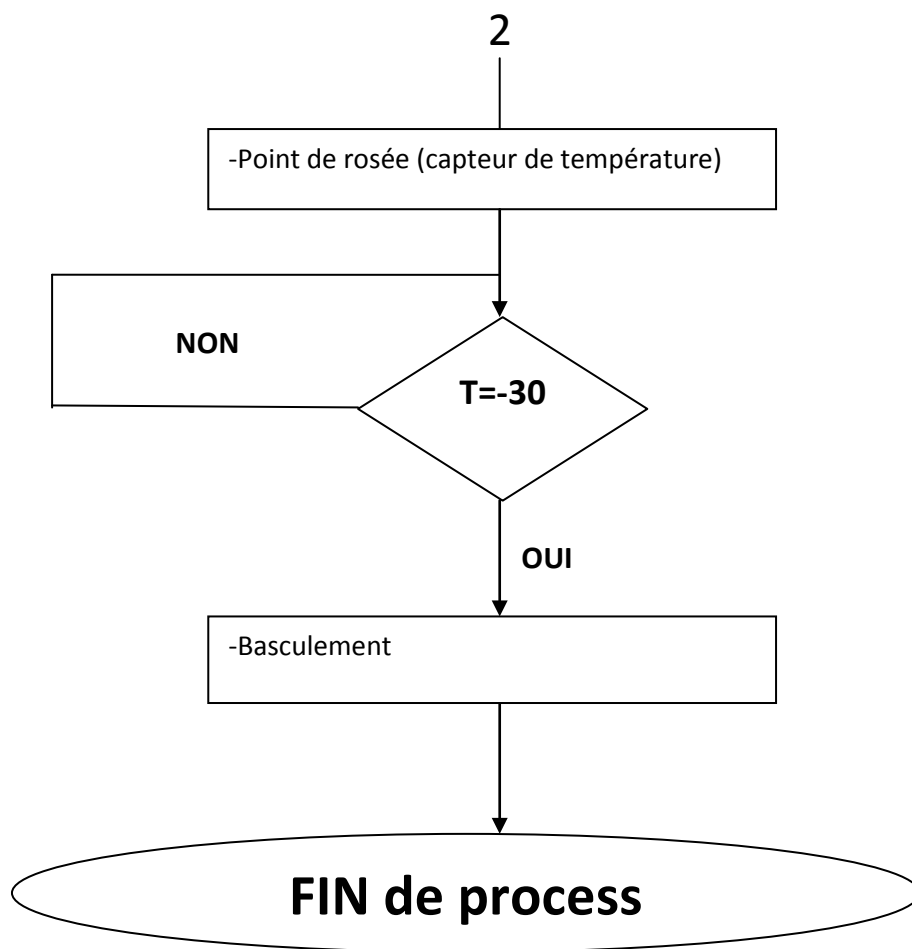 2
-Point de rosée (capteur de température)
NON
T=-30
OUI
-Basculement
FIN de process